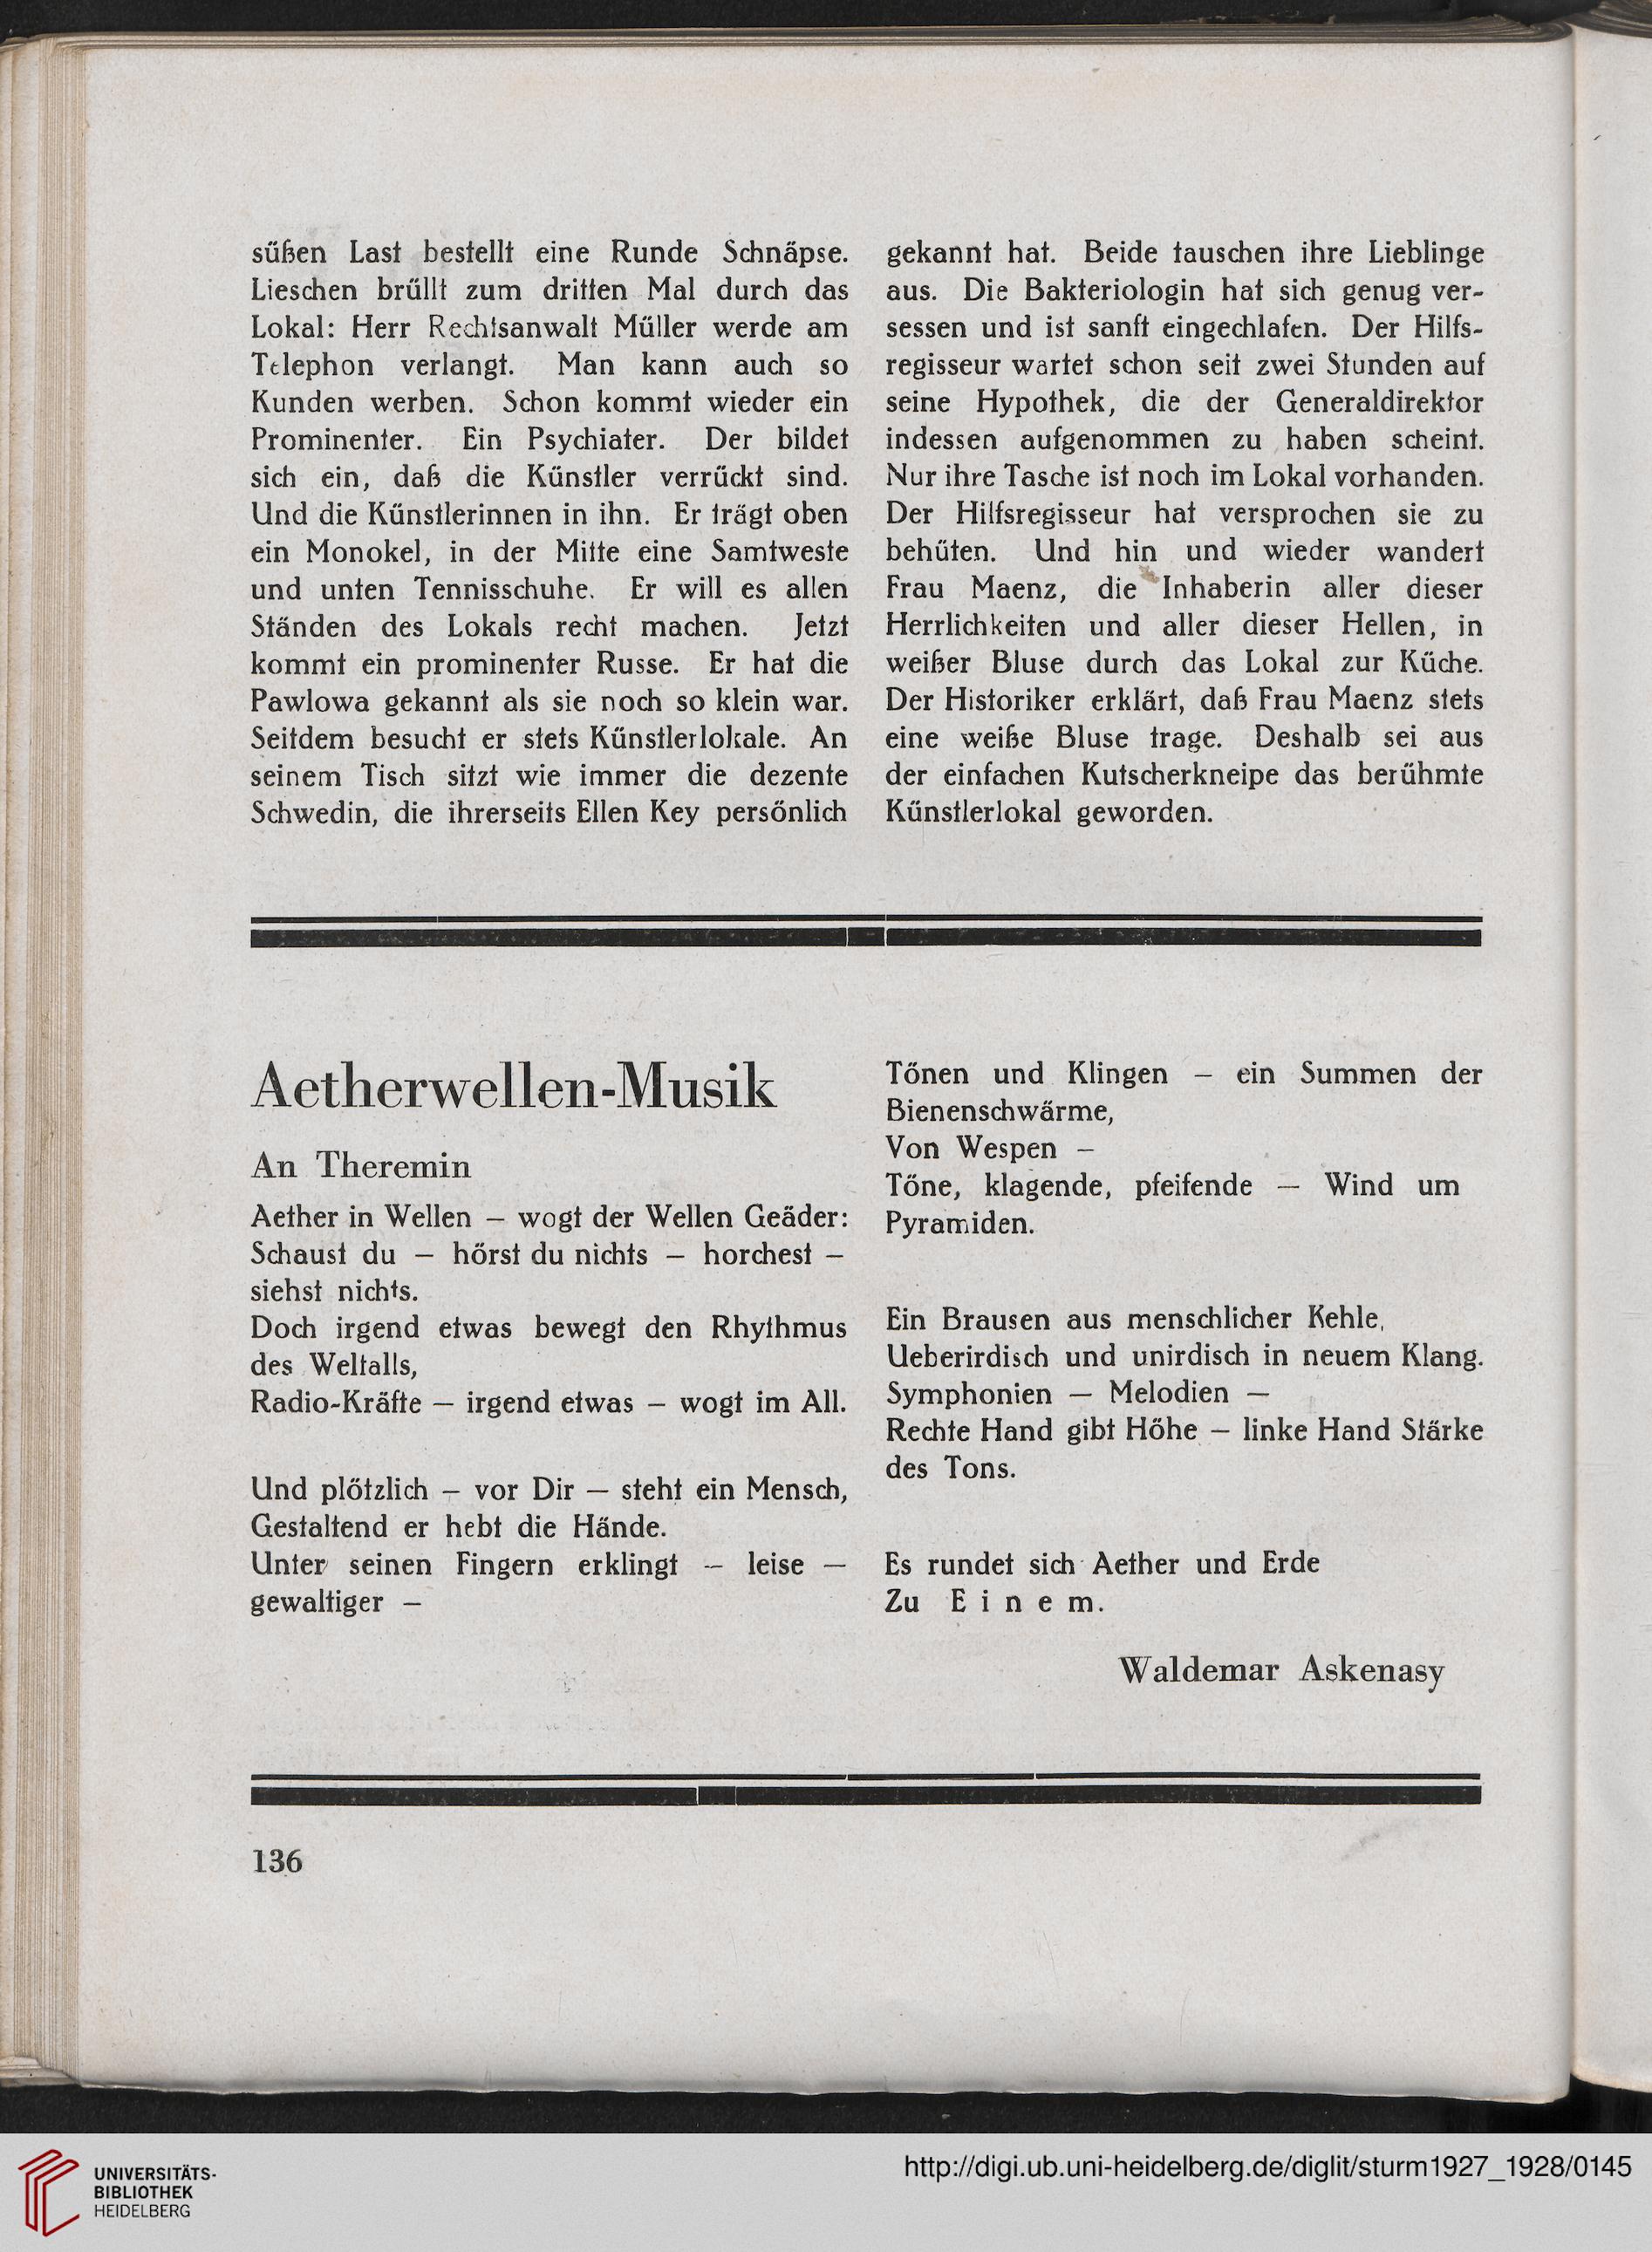 süßen Last bestellt eine Runde Schnäpse.
Lieschen brüllt zum dritten Mal durch das
Lokal: Herr Rechtsanwalt Müller werde am
Telephon verlangt. Man kann auch so
Kunden werben. Schon kommt wieder ein
Prominenter. Ein Psychiater. Der bildet
sich ein, daß die Künstler verrückt sind.
Und die Künstlerinnen in ihn. Er trägt oben
ein Monokel, in der Mitte eine Samtweste
und unten Tennisschuhe. Er will es allen
Ständen des Lokals recht machen. Jetzt
kommt ein prominenter Russe. Er hat die
Pawlowa gekannt als sie noch so klein war.
Seitdem besucht er stets Künstlerlokale. An
seinem Tisch sitzt wie immer die dezente
Schwedin, die ihrerseits Ellen Key persönlich
gekannt hat. Beide tauschen ihre Lieblinge
aus. Die Bakteriologin hat sich genug ver-
sessen und ist sanft eingechlafen. Der Hilfs-
regisseur wartet schon seit zwei Stunden auf
seine Hypothek, die der Generaldirektor
indessen aufgenommen zu haben scheint.
Nur ihre Tasche ist noch im Lokal vorhanden.
Der Hilfsregisseur hat versprochen sie zu
behüten. Und hin und wieder wandert
Frau Maenz, die Inhaberin aller dieser
Herrlichkeiten und aller dieser Hellen, in
weißer Bluse durch das Lokal zur Küche.
Der Historiker erklärt, daß Frau Maenz stets
eine weiße Bluse trage. Deshalb sei aus
der einfachen Kutscherkneipe das berühmte
Künstlerlokal geworden.
Aetherwellen-Musik
An Theremin
Aether in Wellen – wogt der Wellen Geäder:
Schaust du – hörst du nichts – horchest –
siehst nichts.
Doch irgend etwas bewegt den Rhythmus
des Weltalls,
Radio-Kräfte – irgend etwas – wogt im All.
Und plötzlich – vor Dir – steht ein Mensch,
Gestaltend er hebt die Hände.
Unter seinen Fingern erklingt – leise –
gewaltiger –
Tönen und Klingen – ein Summen der
Bienenschwärme,
Von Wespen –
Töne, klagende, pfeifende – Wind um
Pyramiden.
Ein Brausen aus menschlicher Kehle,
Ueberirdisch und unirdisch in neuem Klang.
Symphonien – Melodien –
Rechte Hand gibt Höhe – linke Hand Stärke
des Tons.
Es rundet sich Aether und Erde
Zu Einem.
Waldemar Askenasy
136
UNIVERSITÄTS-
BIBLIOTHEK
HEIDELBERG
http://digi.ub.uni-heidelberg.de/diglit/sturm1927_1928/0145